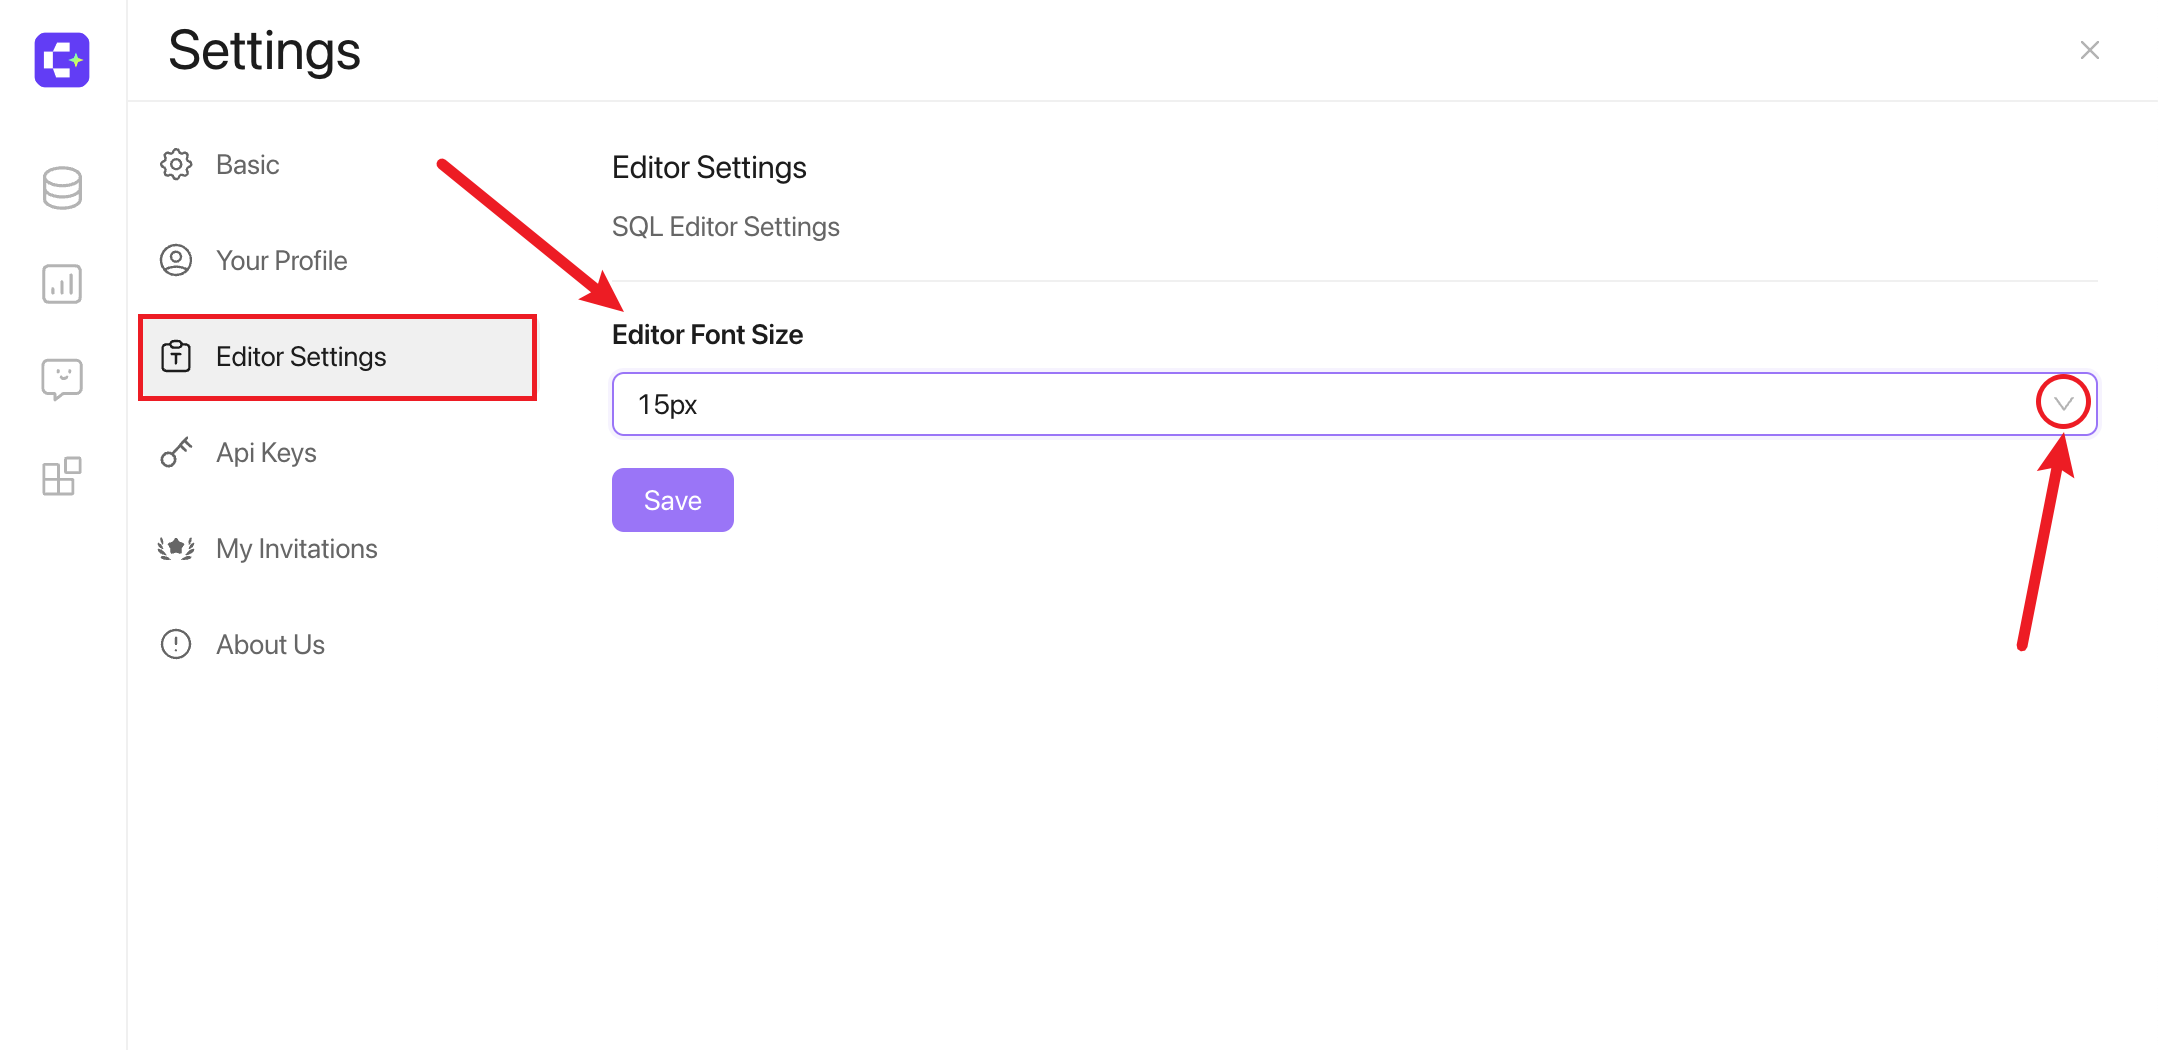 Settings
Basic
Your Profile
Editor Settings
Api Keys
My Invitations
About Us
Editor Settings
SQL Editor Settings
Editor Font Size
15px
Save